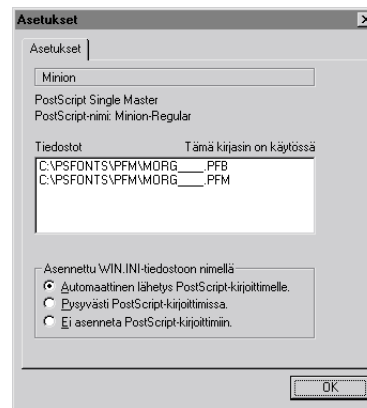 Asetukset
Asetukset
Minion
PostScript Single Master
PostScript-nimi: Minion-Regular
Tiedostot Tämä kirjasin on käytössä
C:\PSFONTS\PFM\MORG____.PFB
C:\PSFONTS\PFM\MORG____.PFM
Asennettu WIN.INI-tiedostoon nimellä
Automaattinen lähetys PostScript-kirjoittimelle.
Pysyvästi PostScript-kirjoittimissa.
Ei asenneta PostScript-kirjoittimiin.
OK